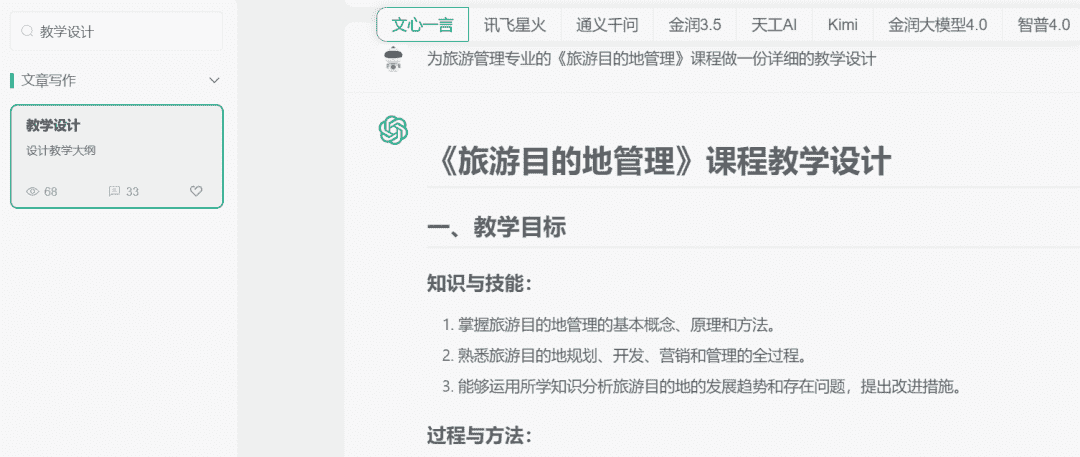 教学设计
文章写作
教学设计
设计教学大纲
68 33
文心一言 讯飞星火 通义千问 金润3.5 天工AI Kimi 金润大模型4.0 智普4.0
为旅游管理专业的《旅游目的地管理》课程做一份详细的教学设计
《旅游目的地管理》课程教学设计
一、教学目标
知识与技能：
1. 掌握旅游目的地管理的基本概念、原理和方法。
2. 熟悉旅游目的地规划、开发、营销和管理的全过程。
3. 能够运用所学知识分析旅游目的地的发展趋势和存在问题，提出改进措施。
过程与方法：